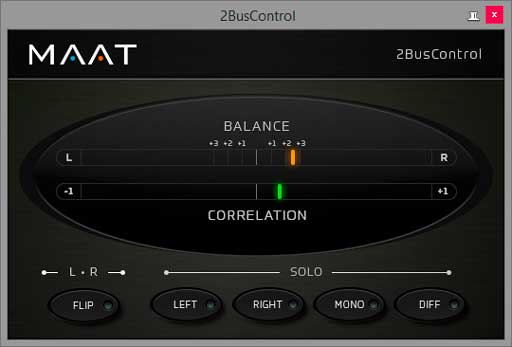 2BusControl
x
MAAT
2BusControl
BALANCE
+3 +2 +1 +1 +2 +3
L R
-1 +1
CORRELATION
L • R SOLO
FLIP LEFT RIGHT MONO DIFF